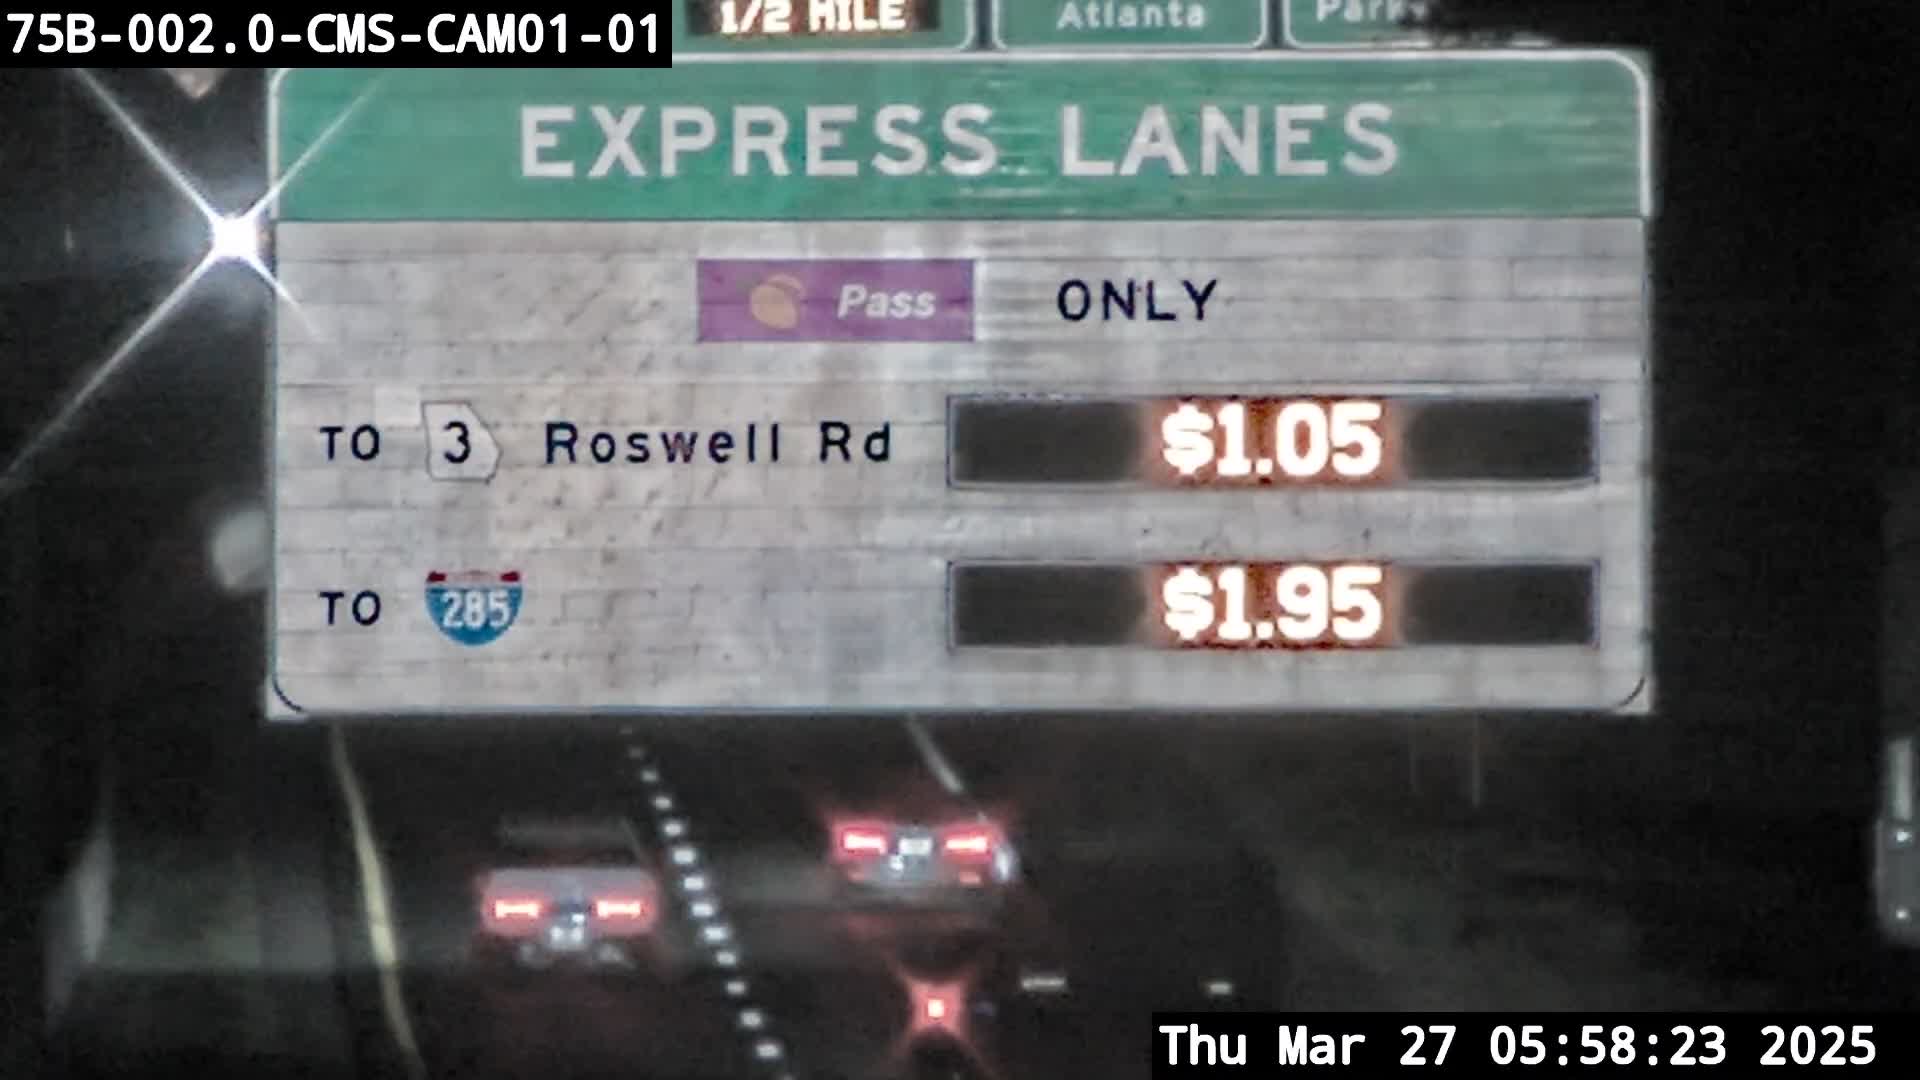 75B-002.0-CMS-CAM01-01
1/2 MILE
Atlanta
EXPRESS LANES
Pass ONLY
TO 3 Roswell Rd $1.05
TO 285 $1.95
Thu Mar 27 05:58:23 2025